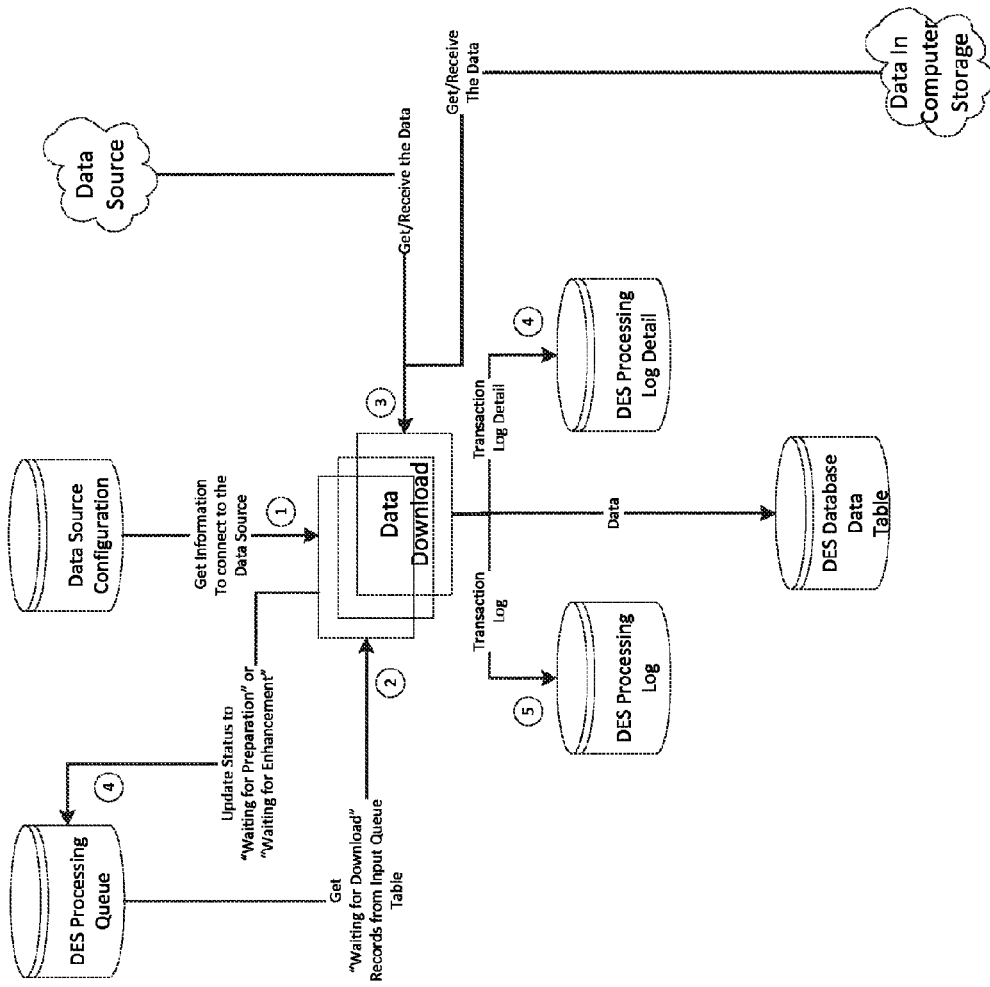 DES Processing
Queue
Data Source
Configuration
Data
Source
Data In
Computer
Storage
4
Update Status to
"Waiting for Preparation" or
"Waiting for Enhancement"
Get Information
To connect to the
Data Source
1
Get
"Waiting for Download"
Records from Input Queue
Table
2
Data
Download
3
Get/Receive the Data
Get/Receive
The Data
Transaction
Log
5
Transaction
Log Detail
4
DES Processing
Log
Data
DES Processing
Log Detail
DES Database
Data
Table